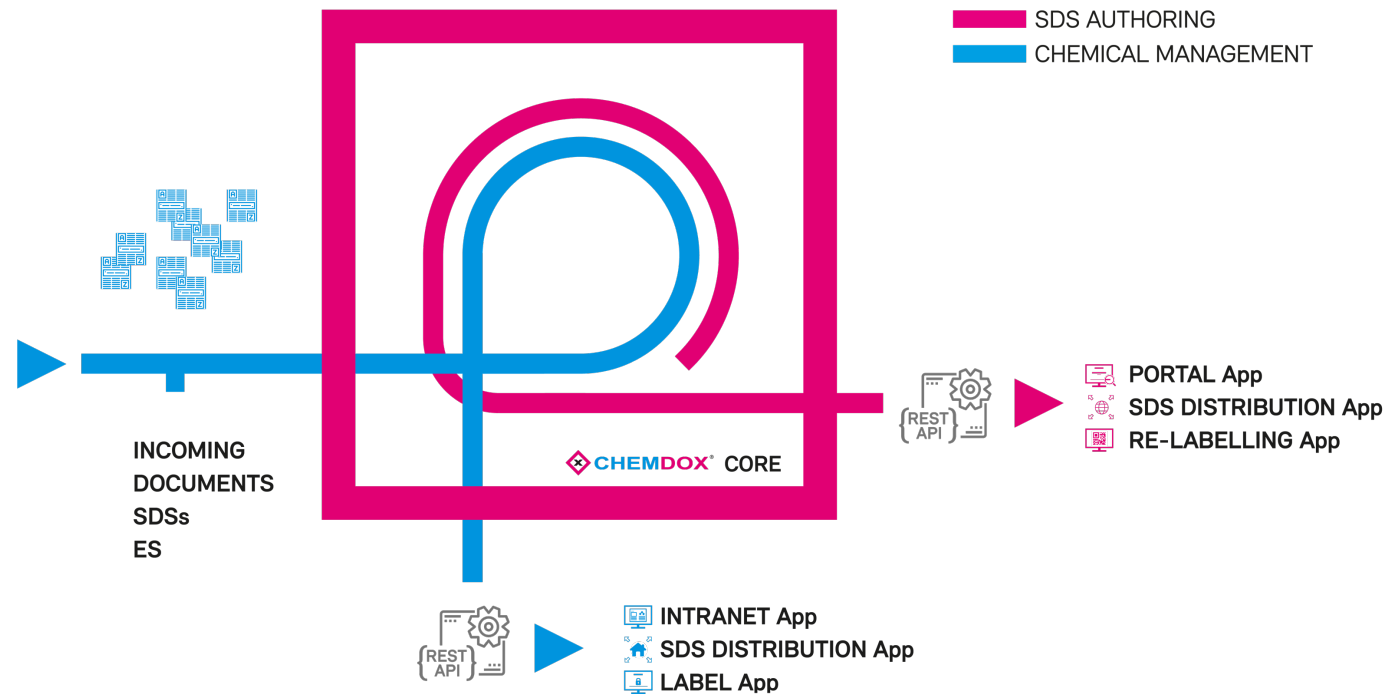 SDS AUTHORING
CHEMICAL MANAGEMENT
INCOMING
DOCUMENTS
SDSs
ES
CHEMDOX® CORE
{REST
API}
PORTAL App
SDS DISTRIBUTION App
RE-LABELLING App
{REST
API}
INTRANET App
SDS DISTRIBUTION App
LABEL App